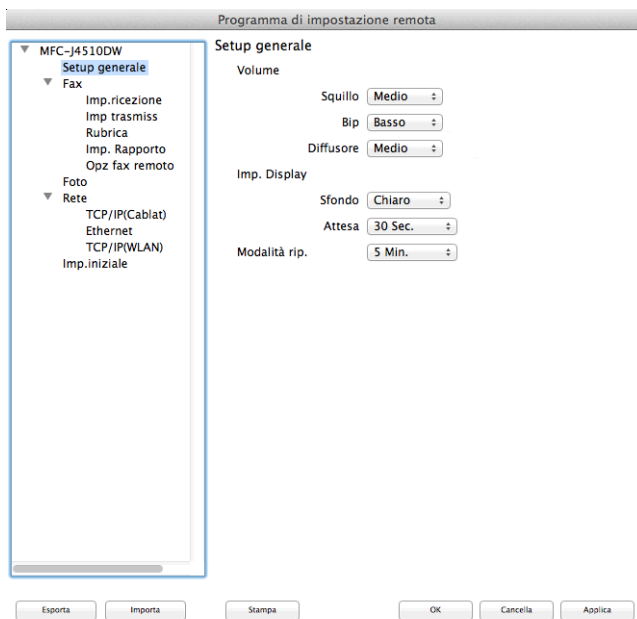 Programma di impostazione remota
MFC-J4510DW
Setup generale
Fax
Imp.ricezione
Imp trasmiss
Rubrica
Imp. Rapporto
Opz fax remoto
Foto
Rete
TCP/IP(Cablat)
Ethernet
TCP/IP(WLAN)
Imp.iniziale
Setup generale
Volume
Squillo Medio
Bip Basso
Diffusore Medio
Imp. Display
Sfondo Chiaro
Attesa 30 Sec.
Modalità rip. 5 Min.
Esporta Importa Stampa OK Cancella Applica